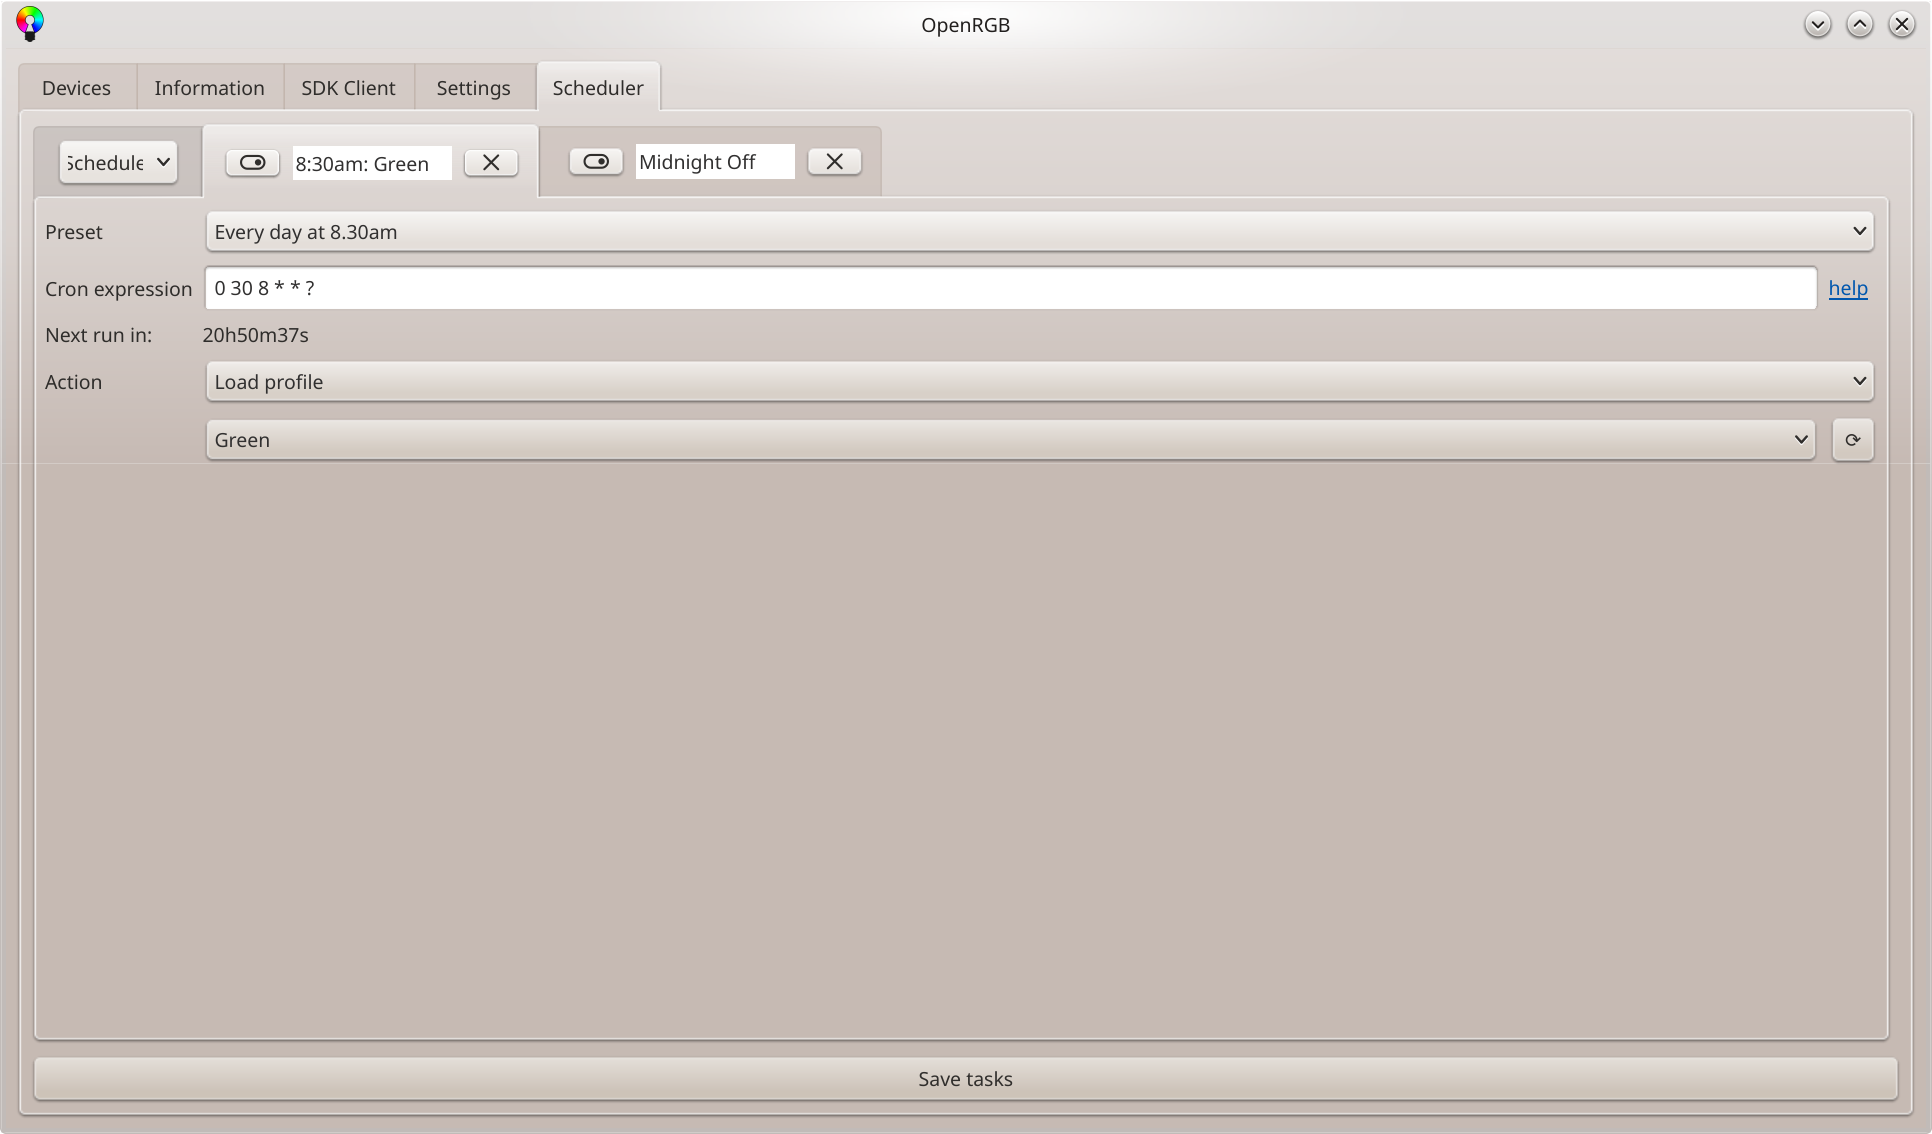 OpenRGB
Devices Information SDK Client Settings Scheduler
Schedule 8:30am: Green Midnight Off
Preset Every day at 8.30am
Cron expression 0 30 8 * * ? help
Next run in: 20h50m37s
Action Load profile
Green
Save tasks